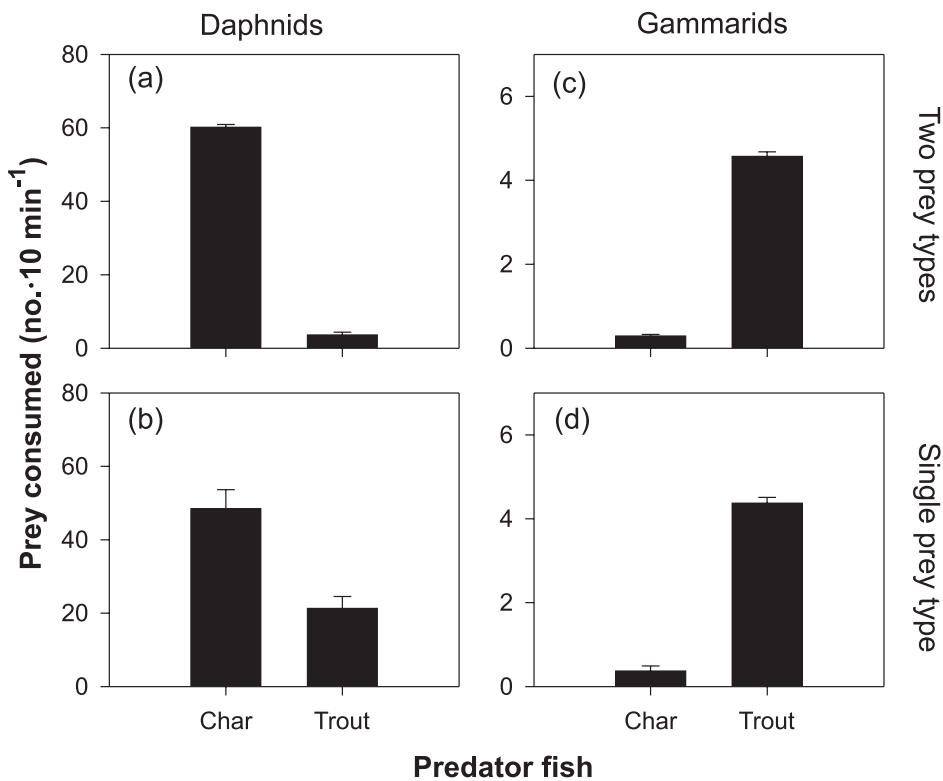 Daphnids
Gammarids
Prey consumed (no.·10 min⁻¹)
80
60
40
20
0
(a)
6
4
2
0
(c)
Two prey types
80
60
40
20
0
(b)
Char
Trout
6
4
2
0
(d)
Char
Trout
Single prey type
Predator fish